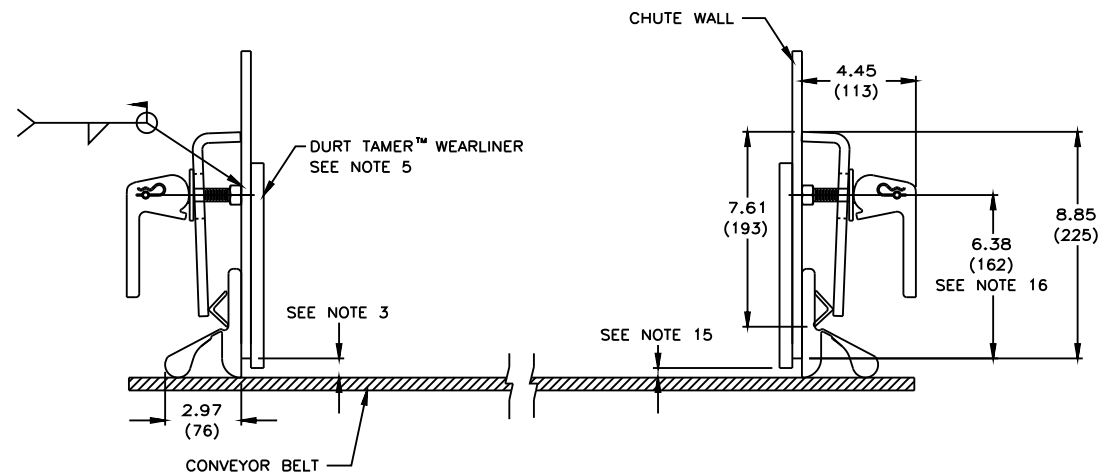 CHUTE WALL
4.45
(113)
DURT TAMER™ WEARLINER
SEE NOTE 5
7.61
(193)
8.85
(225)
6.38
(162)
SEE NOTE 16
SEE NOTE 3
SEE NOTE 15
2.97
(76)
CONVEYOR BELT